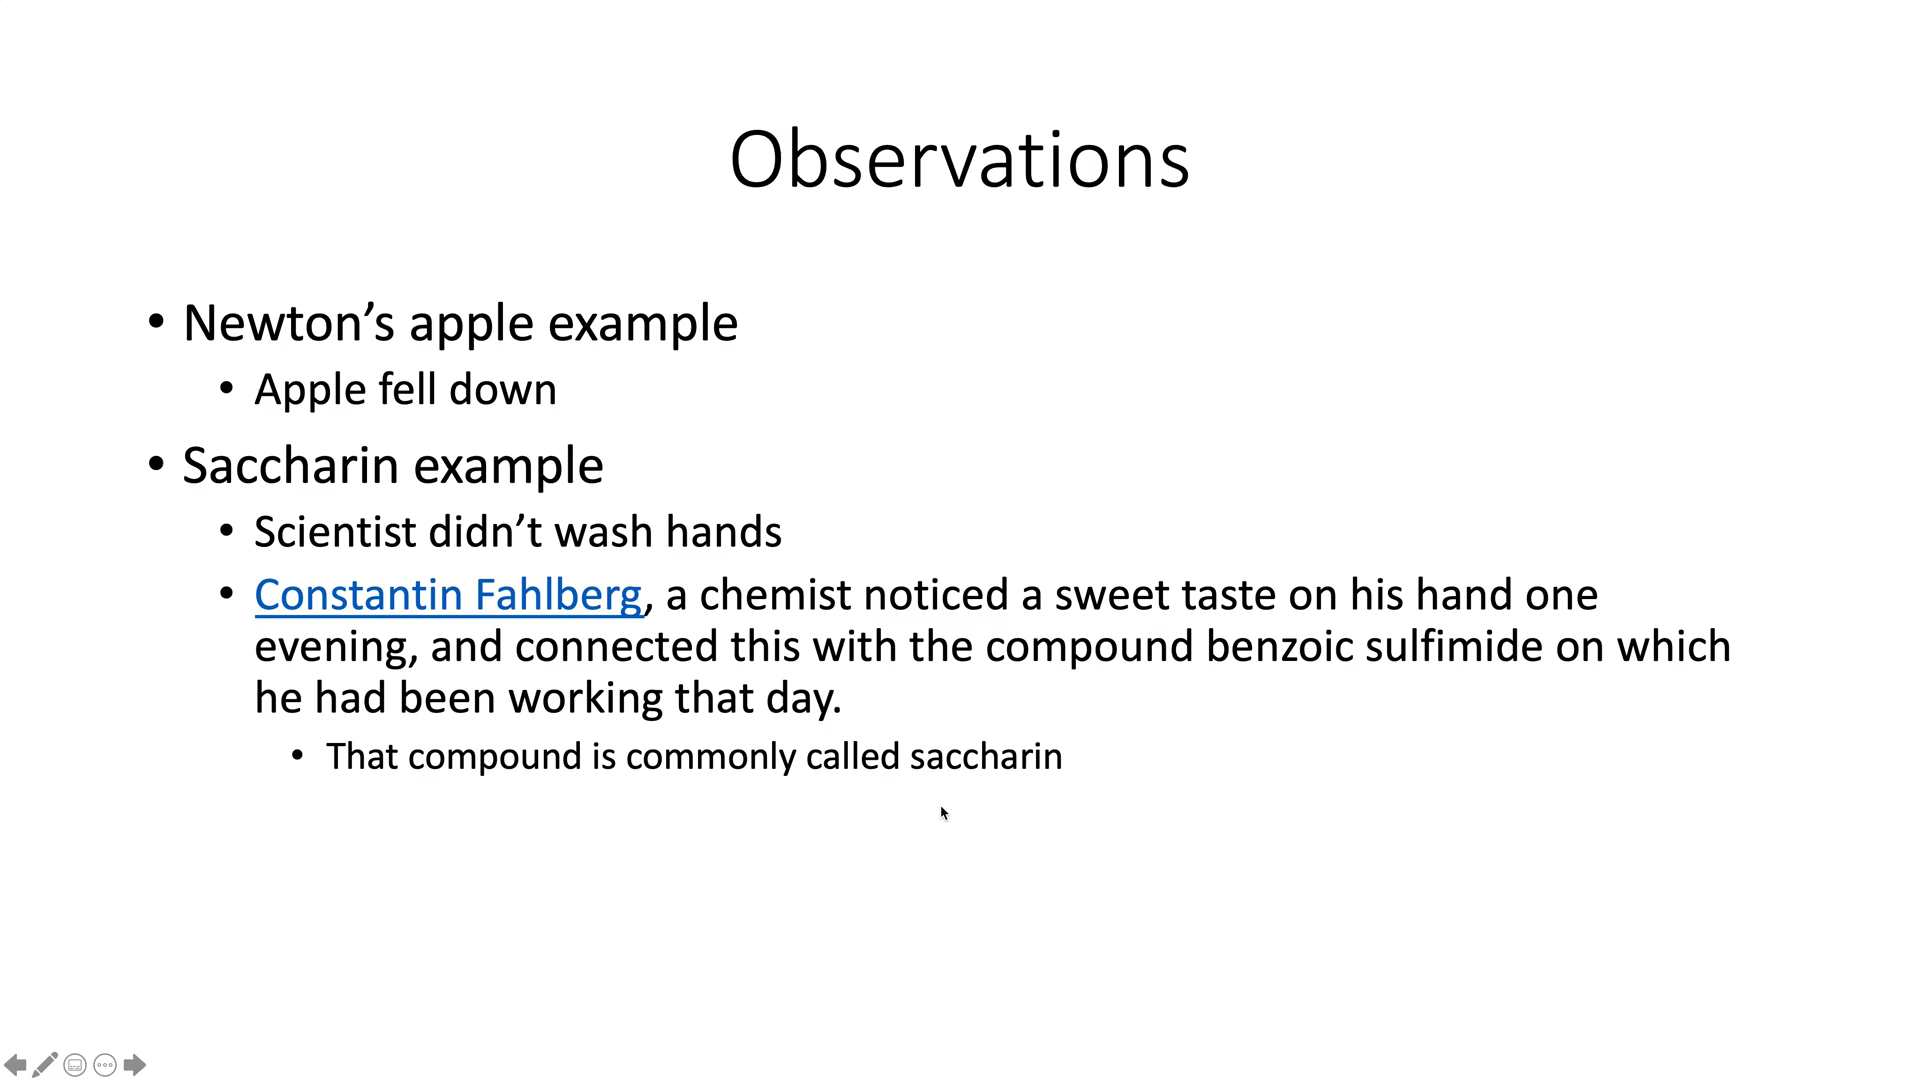 Observations
• Newton’s apple example
• Apple fell down
• Saccharin example
• Scientist didn’t wash hands
• Constantin Fahlberg, a chemist noticed a sweet taste on his hand one
evening, and connected this with the compound benzoic sulfimide on which
he had been working that day.
• That compound is commonly called saccharin